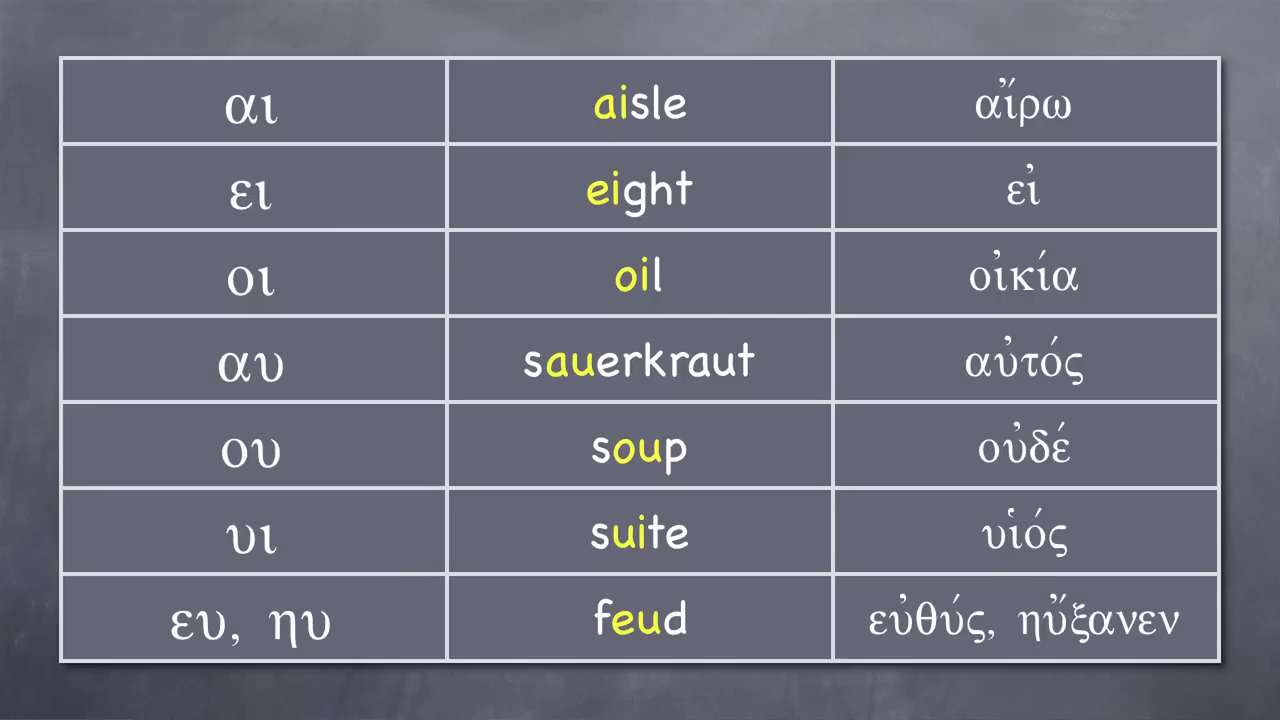 αι aisle αἴρω
ει eight εἰ
οι oil οἰκία
αυ sauerkraut αὐτός
ου soup οὐδέ
υι suite υἱός
ευ, ηυ feud εὐθύς, ηὔξανεν